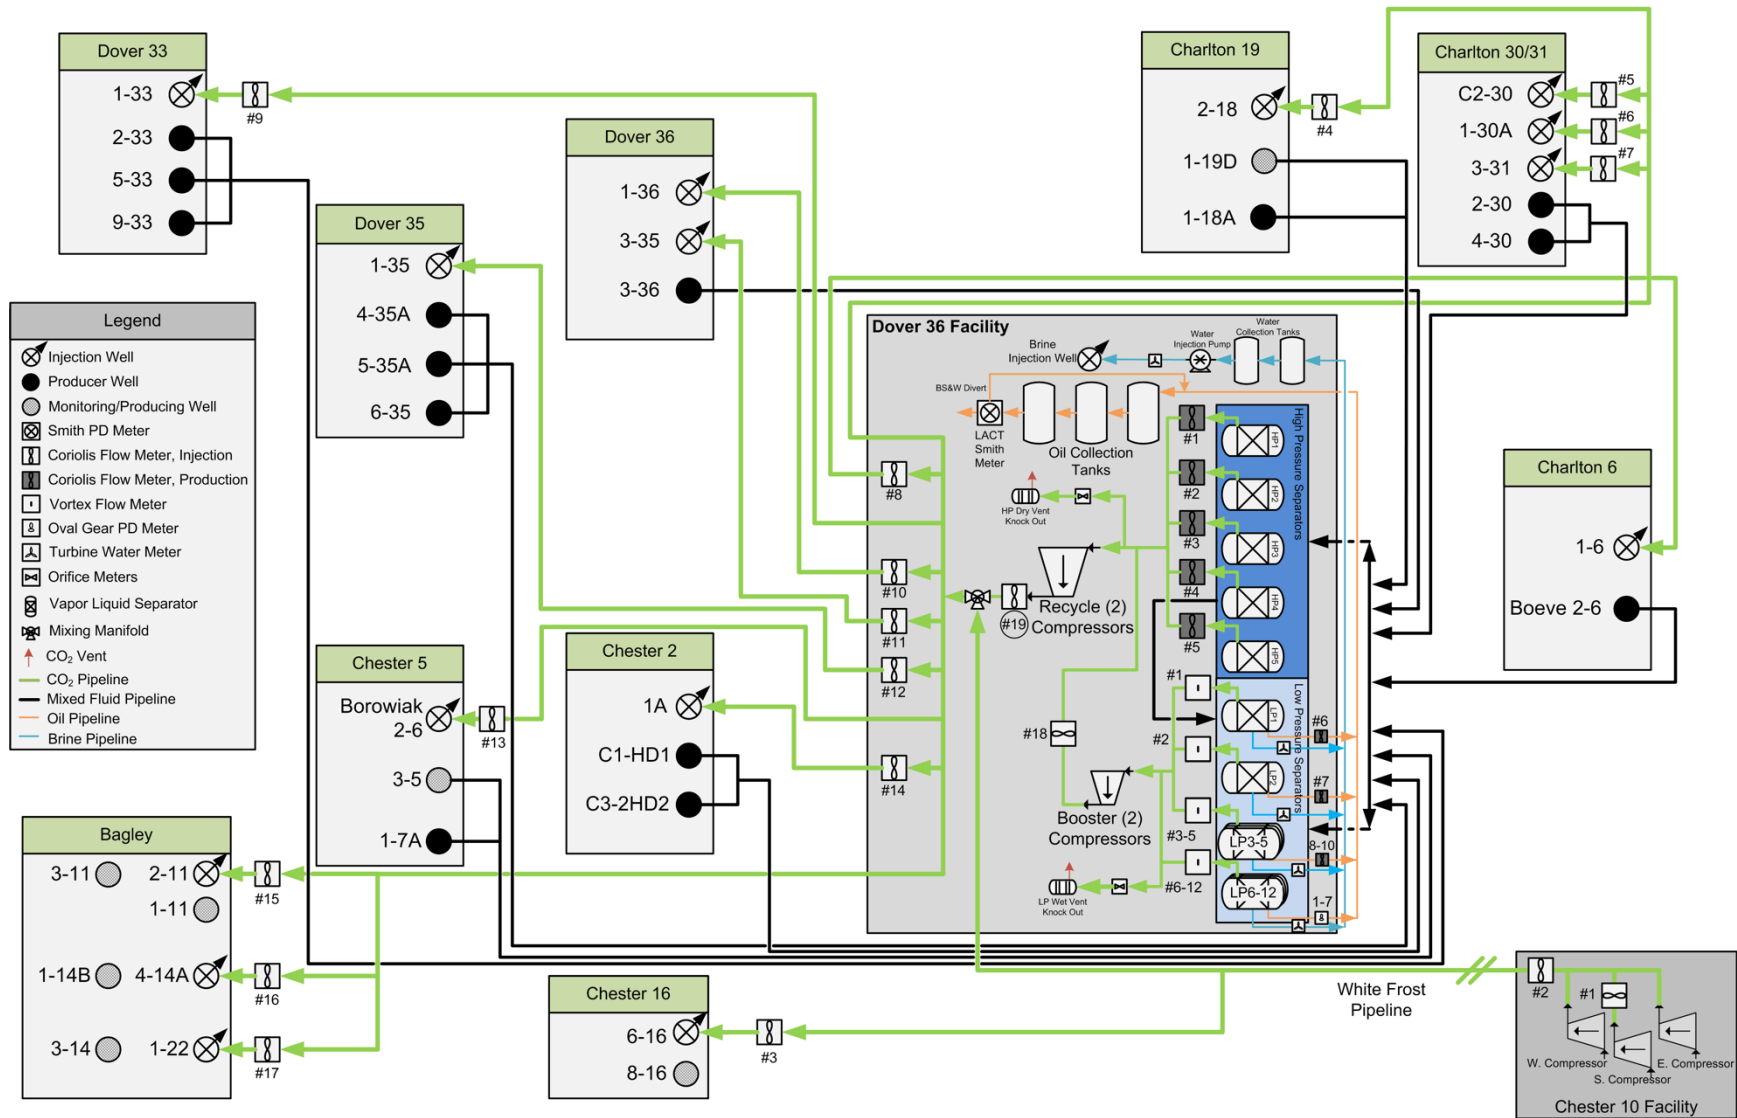 Dover 33
1-33
#9
2-33
5-33
9-33
Dover 35
1-35
4-35A
5-35A
6-35
Dover 36
1-36
3-35
3-36
Charlton 19
2-18
#4
1-19D
1-18A
Charlton 30/31
C2-30
#5
1-30A
#6
3-31
#7
2-30
4-30
Legend
Injection Well
Producer Well
Monitoring/Producing Well
Smith PD Meter
Coriolis Flow Meter, Injection
Coriolis Flow Meter, Production
Vortex Flow Meter
Oval Gear PD Meter
Turbine Water Meter
Orifice Meters
Vapor Liquid Separator
Mixing Manifold
CO2 Vent
CO2 Pipeline
Mixed Fluid Pipeline
Oil Pipeline
Brine Pipeline
Dover 36 Facility
Brine
Injection Well
Water
Injection Pump
Water
Collection Tanks
BS&W Divert
LACT
Smith
Meter
Oil Collection
Tanks
HP Dry Vent
Knock Out
Recycle (2)
Compressors
#19
#8
#10
#11
#12
#14
#1
#2
#3
#4
#5
High Pressure Separators
HP1
HP2
HP3
HP4
HP5
Low Pressure Separators
LP1
LP2
LP3-5
LP6-12
#1
#2
#3-5
#6-12
#6
#7
8-10
1-7
#18
Booster (2)
Compressors
LP Wet Vent
Knock Out
Charlton 6
1-6
Boeve 2-6
Chester 5
Borowiak
2-6
#13
3-5
1-7A
Chester 2
1A
C1-HD1
C3-2HD2
Bagley
3-11
2-11
#15
1-11
1-14B
4-14A
#16
3-14
1-22
#17
Chester 16
6-16
#3
8-16
White Frost
Pipeline
#2
#1
W. Compressor
E. Compressor
S. Compressor
Chester 10 Facility